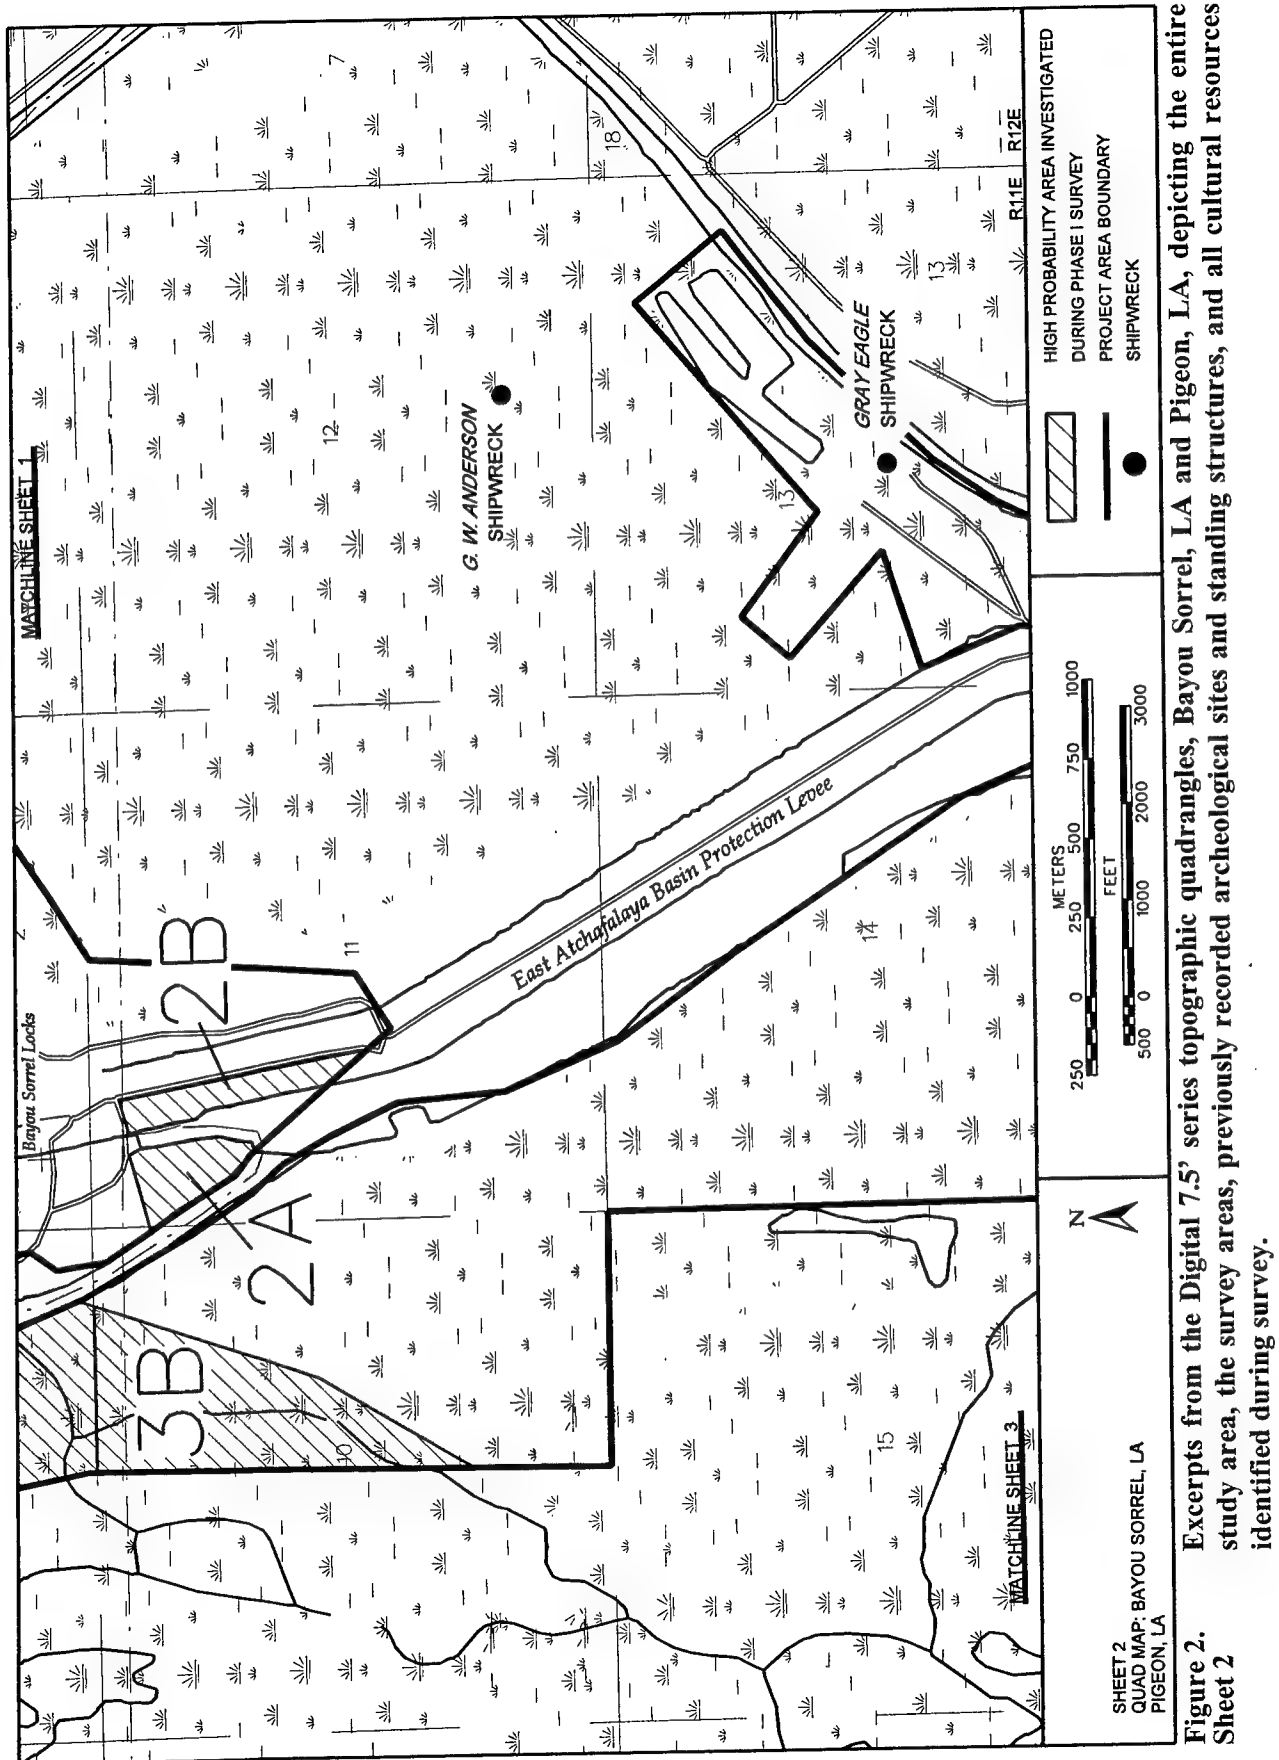 MATCHLINE SHEET 1
Bayou Sorrel Locks
2
7
2B
11
12
18
3B
2A
10
G. W. ANDERSON
SHIPWRECK
East Atchafalaya Basin Protection Levee
13
GRAY EAGLE
SHIPWRECK
13
14
15
R11E
R12E
MATCHLINE SHEET 3
SHEET 2
QUAD MAP: BAYOU SORREL, LA
PIGEON, LA
N
METERS
250 0 250 500 750 1000
FEET
500 0 1000 2000 3000
HIGH PROBABILITY AREA INVESTIGATED
DURING PHASE I SURVEY
PROJECT AREA BOUNDARY
SHIPWRECK
Figure 2. Excerpts from the Digital 7.5’ series topographic quadrangles, Bayou Sorrel, LA and Pigeon, LA, depicting the entire
Sheet 2 study area, the survey areas, previously recorded archeological sites and standing structures, and all cultural resources
identified during survey.